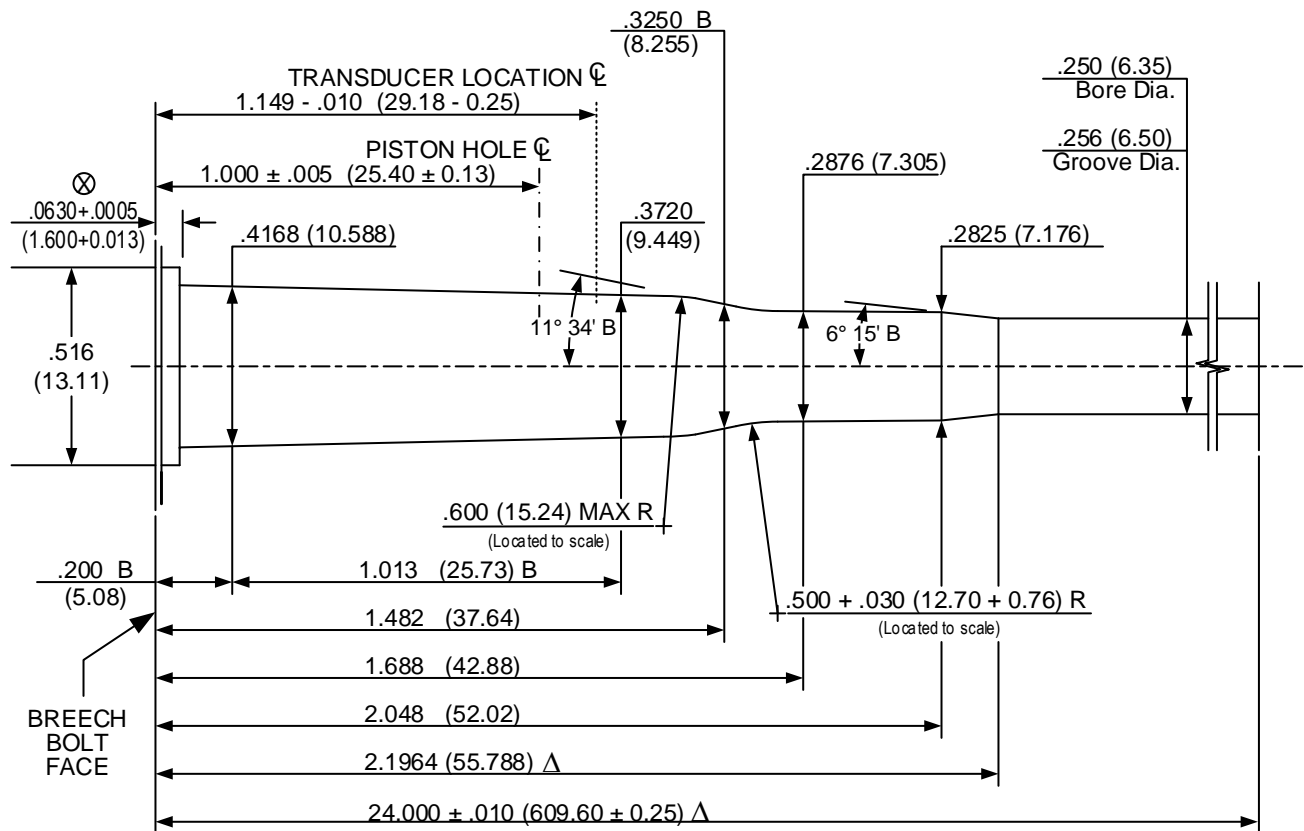 .3250 B
(8.255)
TRANSDUCER LOCATION ℄
1.149 - .010 (29.18 - 0.25)
.250 (6.35)
Bore Dia.
PISTON HOLE ℄
1.000 ± .005 (25.40 ± 0.13)
.256 (6.50)
Groove Dia.
.2876 (7.305)
⊗
.0630+.0005
(1.600+0.013)
.4168 (10.588)
.3720
(9.449)
.2825 (7.176)
11° 34' B
6° 15' B
.516
(13.11)
.600 (15.24) MAX R
(Located to scale)
.200 B
(5.08)
1.013 (25.73) B
.500 + .030 (12.70 + 0.76) R
(Located to scale)
1.482 (37.64)
1.688 (42.88)
BREECH
BOLT
FACE
2.048 (52.02)
2.1964 (55.788) Δ
24.000 ± .010 (609.60 ± 0.25) Δ